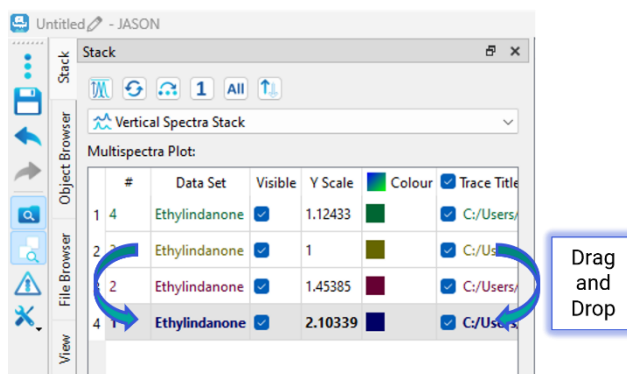 Untitled - JASON
Stack
Stack
Object Browser
File Browser
View
1 All
Vertical Spectra Stack
Multispectra Plot:
# Data Set Visible Y Scale Colour Trace Title
1 4 Ethylindanone 1.12433 C:/Users/
2 Ethylindanone 1 C:/Us
2 Ethylindanone 1.45385 C:/Users/
4 1 Ethylindanone 2.10339 C:/Users,
Drag
and
Drop